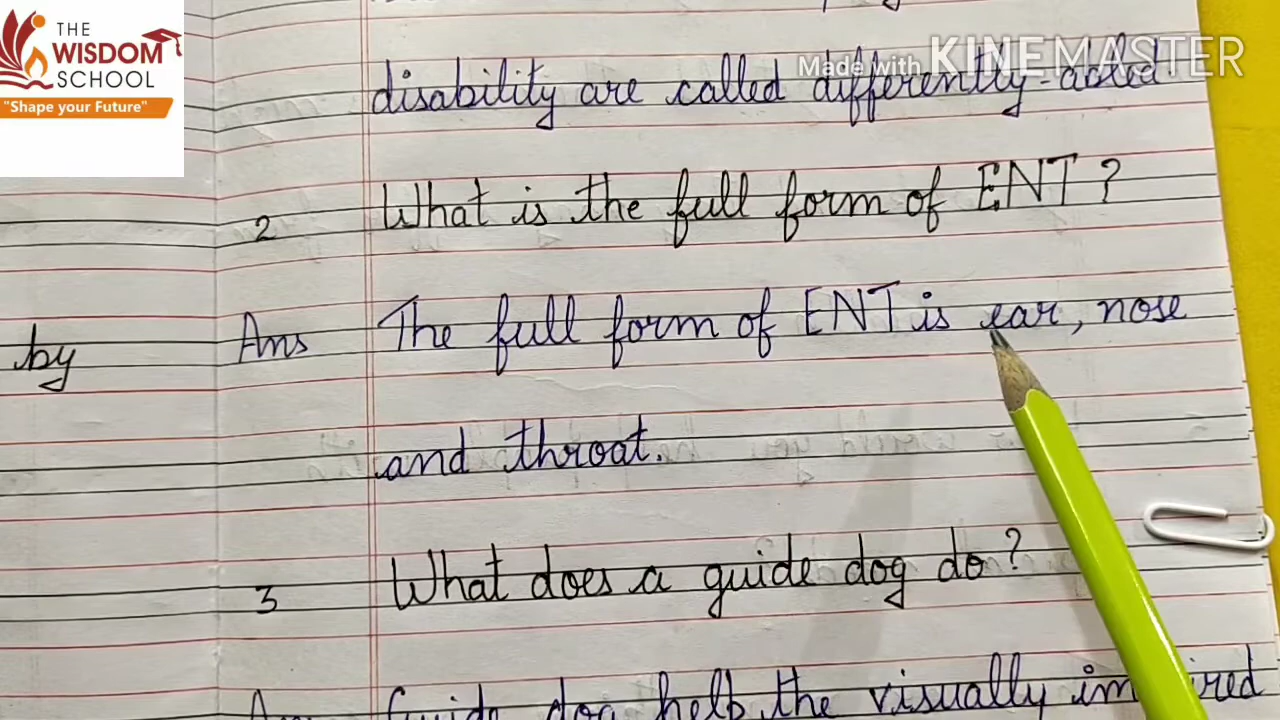 THE
WISDOM
SCHOOL
"Shape your Future"
Made with KINEMASTER
disability are called differently-abled
2 What is the full form of ENT?
by
Ans The full form of ENT is ear, nose
and throat.
3 What does a guide dog do?
Ans Guide dog help the visually